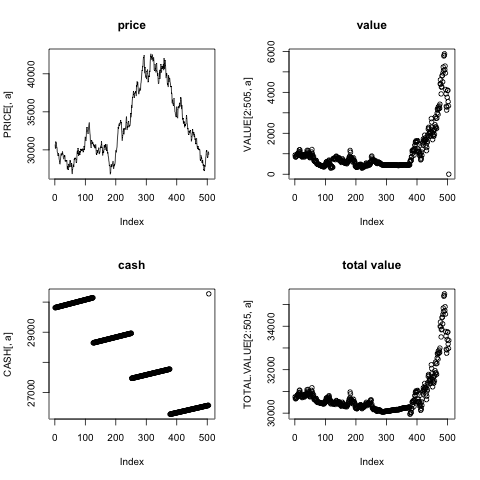 price
PRICE[, a]
40000
35000
30000
0 100 200 300 400 500
Index
value
VALUE[2:505, a]
6000
4000
2000
0
0 100 200 300 400 500
Index
cash
CASH[, a]
29000
27000
0 100 200 300 400 500
Index
total value
TOTAL.VALUE[2:505, a]
34000
32000
30000
0 100 200 300 400 500
Index